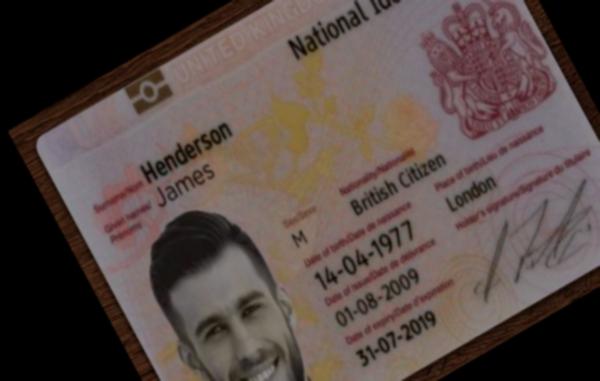 UNITED KINGDOM
National Ide
Surname/Nom
Henderson
Given names/
Prénoms
James
Sex/Sexe
M
Nationality/Nationalité
British Citizen
Date of birth/Date de naissance
14-04-1977
Place of birth/Lieu de naissance
London
Date of issue/Date de délivrance
01-08-2009
Holder's signature/Signature du titulaire
Date of expiry/Date d'expiration
31-07-2019